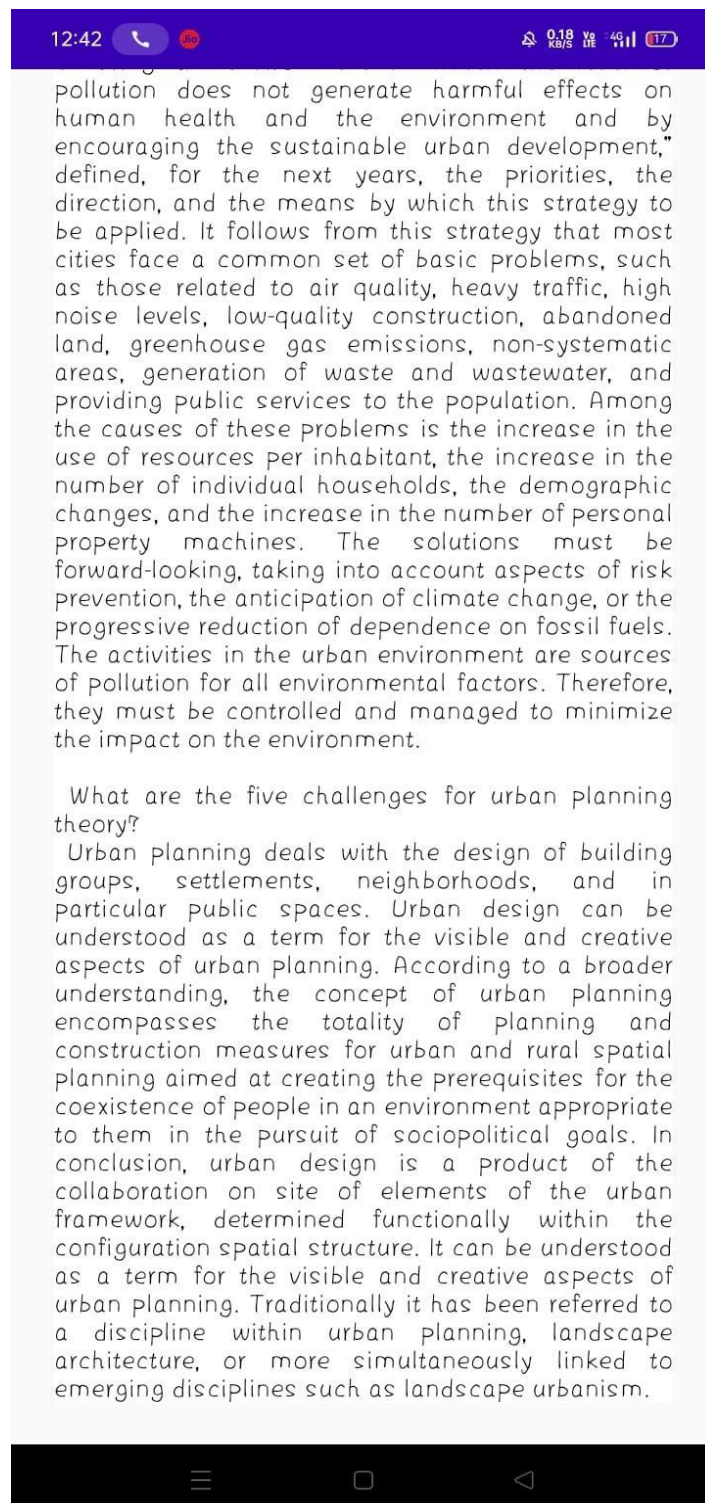 12:42
Jio
0.18 KB/S
Vo LTE
4G
17
pollution does not generate harmful effects on
human health and the environment and by
encouraging the sustainable urban development,"
defined, for the next years, the priorities, the
direction, and the means by which this strategy to
be applied. It follows from this strategy that most
cities face a common set of basic problems, such
as those related to air quality, heavy traffic, high
noise levels, low-quality construction, abandoned
land, greenhouse gas emissions, non-systematic
areas, generation of waste and wastewater, and
providing public services to the population. Among
the causes of these problems is the increase in the
use of resources per inhabitant, the increase in the
number of individual households, the demographic
changes, and the increase in the number of personal
property machines. The solutions must be
forward-looking, taking into account aspects of risk
prevention, the anticipation of climate change, or the
progressive reduction of dependence on fossil fuels.
The activities in the urban environment are sources
of pollution for all environmental factors. Therefore,
they must be controlled and managed to minimize
the impact on the environment.
What are the five challenges for urban planning
theory?
Urban planning deals with the design of building
groups, settlements, neighborhoods, and in
particular public spaces. Urban design can be
understood as a term for the visible and creative
aspects of urban planning. According to a broader
understanding, the concept of urban planning
encompasses the totality of planning and
construction measures for urban and rural spatial
planning aimed at creating the prerequisites for the
coexistence of people in an environment appropriate
to them in the pursuit of sociopolitical goals. In
conclusion, urban design is a product of the
collaboration on site of elements of the urban
framework, determined functionally within the
configuration spatial structure. It can be understood
as a term for the visible and creative aspects of
urban planning. Traditionally it has been referred to
a discipline within urban planning, landscape
architecture, or more simultaneously linked to
emerging disciplines such as landscape urbanism.